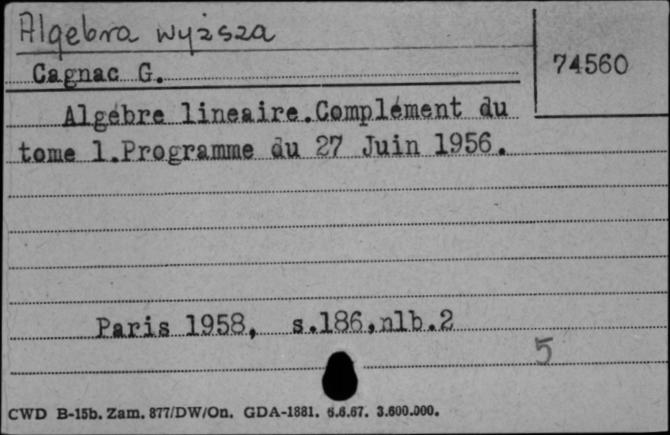 Algebra wyższa
Cagnac G.
74560
Algébre lineaire.Complément du
tome 1.Programme du 27 Juin 1956.
Paris 1958, s.186,nlb.2
5
CWD B-15b. Zam. 877/DW/On. GDA-1881. 6.6.67. 3.600.000.